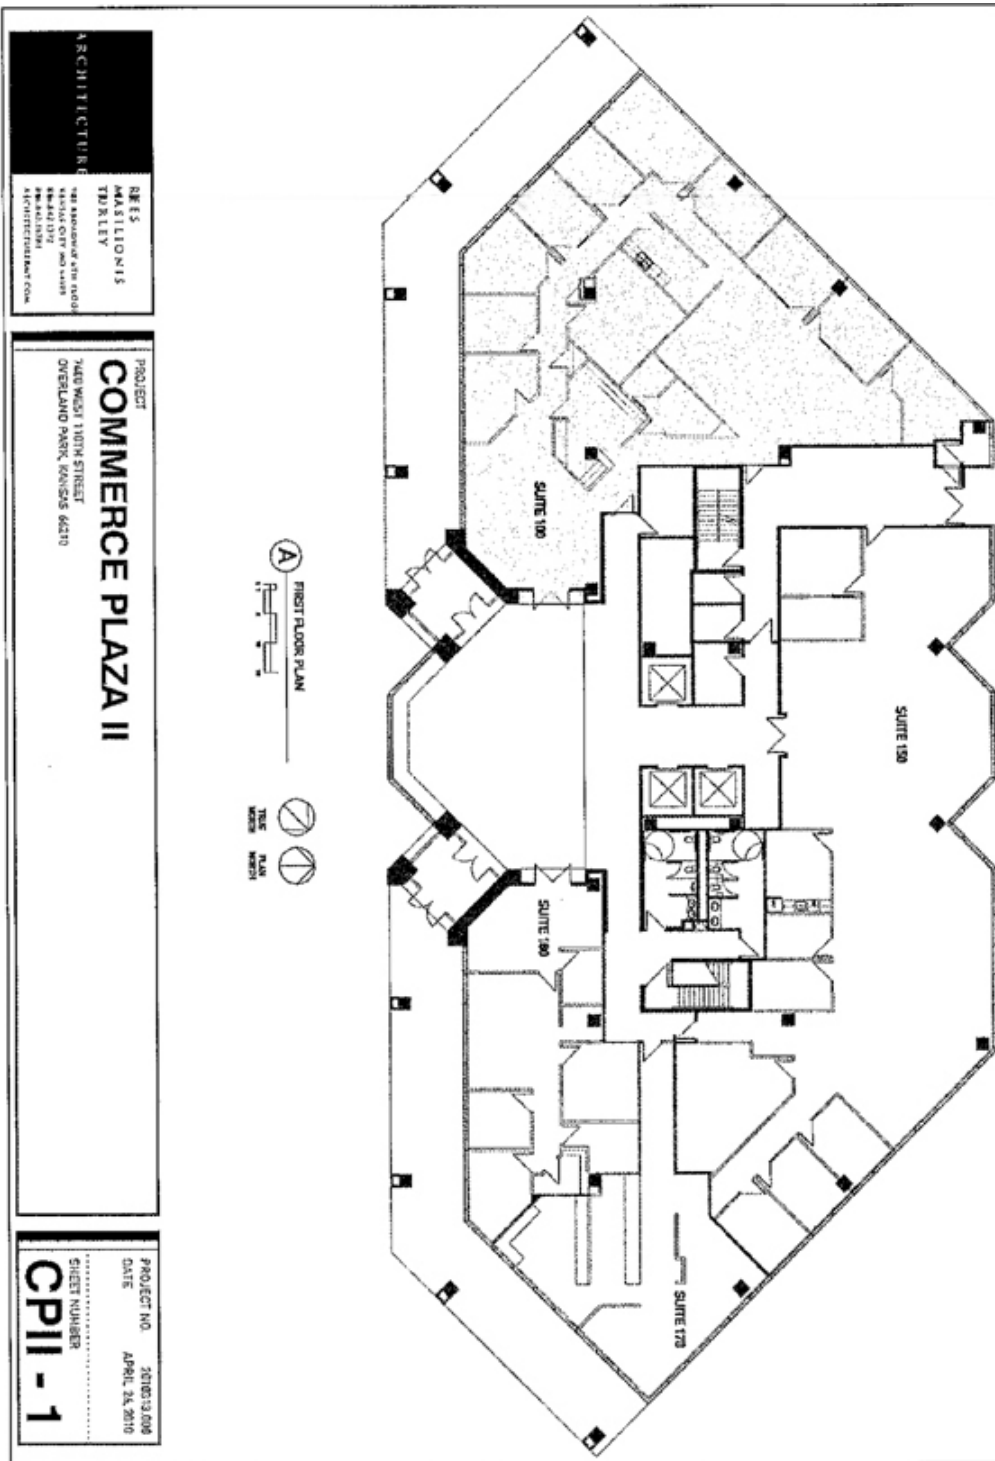 ARCHITECTURE
REES
MASILIONIS
TURLEY
PROJECT
COMMERCE PLAZA II
7400 WEST 110TH STREET
OVERLAND PARK, KANSAS 66210
PROJECT NO.
DATE APRIL 26, 2010
SHEET NUMBER
CPII - 1
A
FIRST FLOOR PLAN
TRUE
NORTH
PLAN
NORTH
SUITE 100
SUITE 150
SUITE 180
SUITE 170